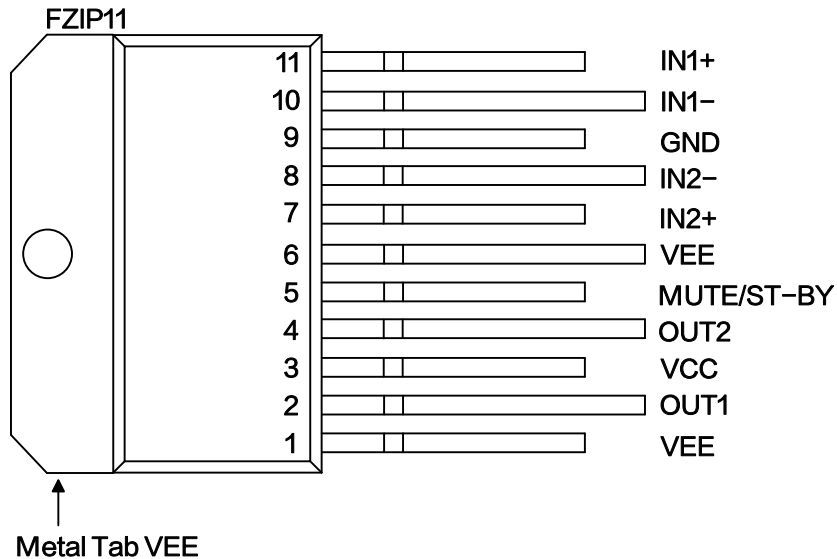 FZIP11
11 IN1+
10 IN1−
9 GND
8 IN2−
7 IN2+
6 VEE
5 MUTE/ST−BY
4 OUT2
3 VCC
2 OUT1
1 VEE
Metal Tab VEE